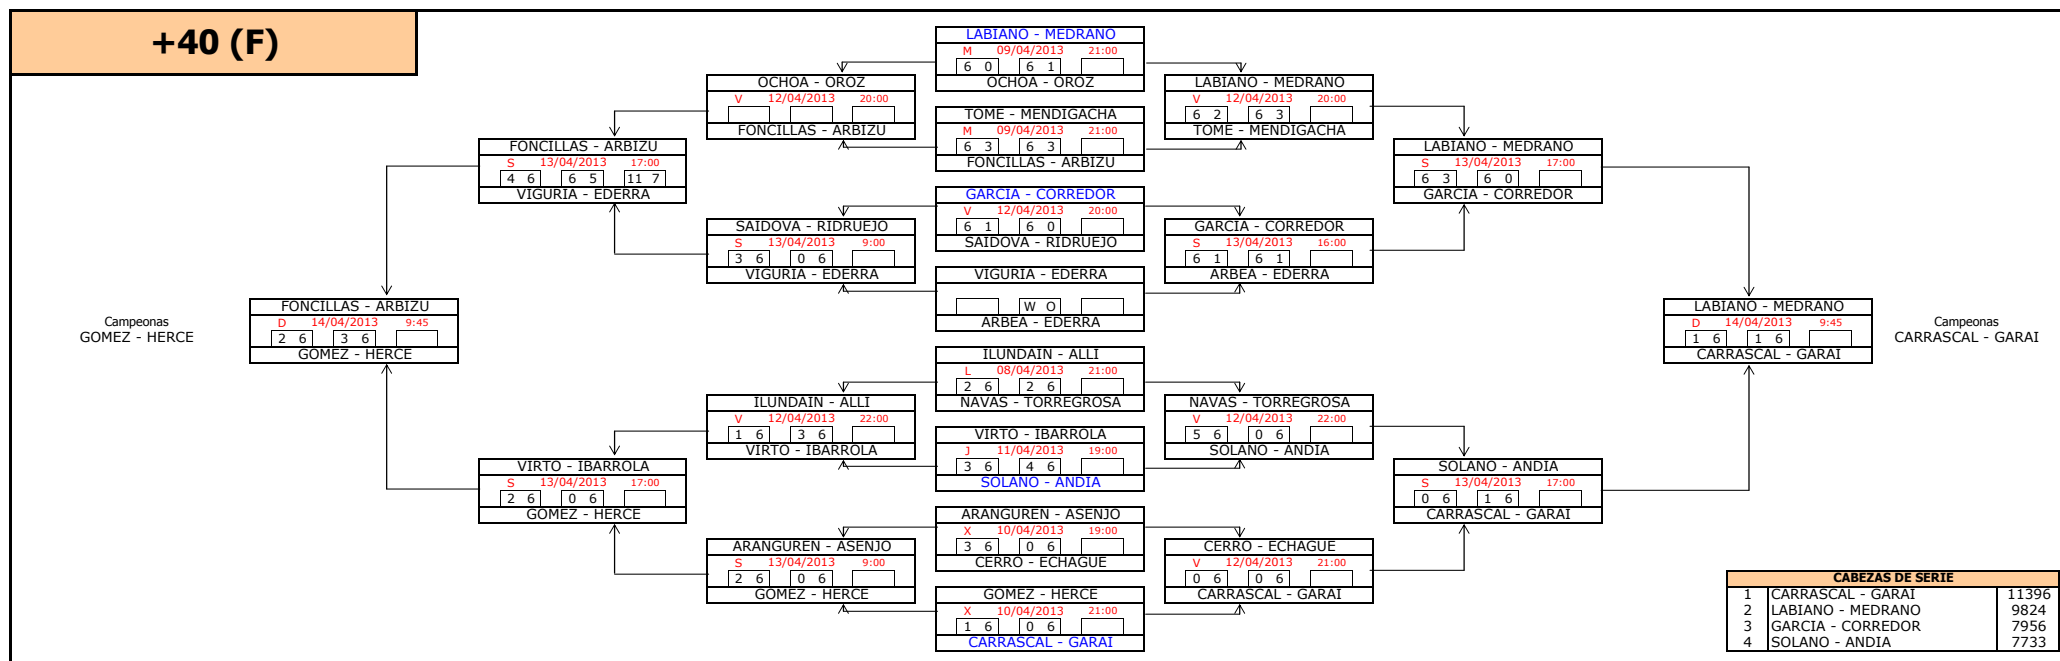 +40 (F)
LABIANO - MEDRANO
M 09/04/2013 21:00
6 0 6 1
OCHOA - OROZ
TOME - MENDIGACHA
M 09/04/2013 21:00
6 3 6 3
FONCILLAS - ARBIZU
GARCIA - CORREDOR
V 12/04/2013 20:00
6 1 6 0
SAIDOVA - RIDRUEJO
VIGURIA - EDERRA
W O
ARBEA - EDERRA
ILUNDAIN - ALLI
L 08/04/2013 21:00
2 6 2 6
NAVAS - TORREGROSA
VIRTO - IBARROLA
J 11/04/2013 19:00
3 6 4 6
SOLANO - ANDIA
ARANGUREN - ASENJO
X 10/04/2013 19:00
3 6 0 6
CERRO - ECHAGUE
GOMEZ - HERCE
X 10/04/2013 21:00
1 6 0 6
CARRASCAL - GARAI
OCHOA - OROZ
V 12/04/2013 20:00
FONCILLAS - ARBIZU
SAIDOVA - RIDRUEJO
S 13/04/2013 9:00
3 6 0 6
VIGURIA - EDERRA
ILUNDAIN - ALLI
V 12/04/2013 22:00
1 6 3 6
VIRTO - IBARROLA
ARANGUREN - ASENJO
S 13/04/2013 9:00
2 6 0 6
GOMEZ - HERCE
FONCILLAS - ARBIZU
S 13/04/2013 17:00
4 6 6 5 11 7
VIGURIA - EDERRA
VIRTO - IBARROLA
S 13/04/2013 17:00
2 6 0 6
GOMEZ - HERCE
FONCILLAS - ARBIZU
D 14/04/2013 9:45
2 6 3 6
GOMEZ - HERCE
Campeonas
GOMEZ - HERCE
LABIANO - MEDRANO
V 12/04/2013 20:00
6 2 6 3
TOME - MENDIGACHA
GARCIA - CORREDOR
S 13/04/2013 16:00
6 1 6 1
ARBEA - EDERRA
NAVAS - TORREGROSA
V 12/04/2013 22:00
5 6 0 6
SOLANO - ANDIA
CERRO - ECHAGUE
V 12/04/2013 21:00
0 6 0 6
CARRASCAL - GARAI
LABIANO - MEDRANO
S 13/04/2013 17:00
6 3 6 0
GARCIA - CORREDOR
SOLANO - ANDIA
S 13/04/2013 17:00
0 6 1 6
CARRASCAL - GARAI
LABIANO - MEDRANO
D 14/04/2013 9:45
1 6 1 6
CARRASCAL - GARAI
Campeonas
CARRASCAL - GARAI
CABEZAS DE SERIE
1 CARRASCAL - GARAI 11396
2 LABIANO - MEDRANO 9824
3 GARCIA - CORREDOR 7956
4 SOLANO - ANDIA 7733